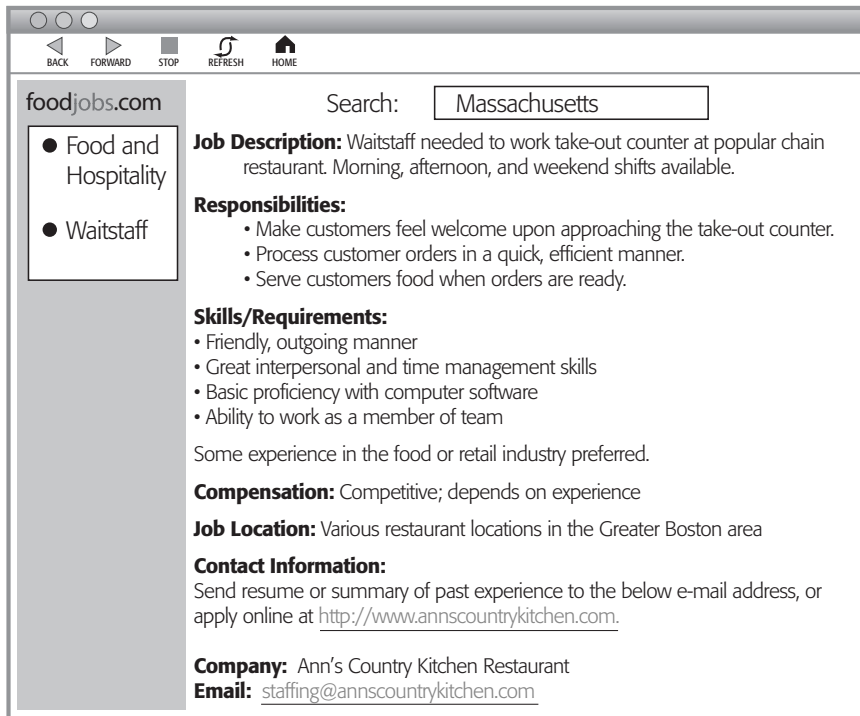 BACK FORWARD STOP REFRESH HOME
foodjobs.com
• Food and
Hospitality
• Waitstaff
Search: Massachusetts
Job Description: Waitstaff needed to work take-out counter at popular chain
restaurant. Morning, afternoon, and weekend shifts available.
Responsibilities:
• Make customers feel welcome upon approaching the take-out counter.
• Process customer orders in a quick, efficient manner.
• Serve customers food when orders are ready.
Skills/Requirements:
• Friendly, outgoing manner
• Great interpersonal and time management skills
• Basic proficiency with computer software
• Ability to work as a member of team
Some experience in the food or retail industry preferred.
Compensation: Competitive; depends on experience
Job Location: Various restaurant locations in the Greater Boston area
Contact Information:
Send resume or summary of past experience to the below e-mail address, or
apply online at http://www.annscountrykitchen.com.
Company: Ann's Country Kitchen Restaurant
Email: staffing@annscountrykitchen.com